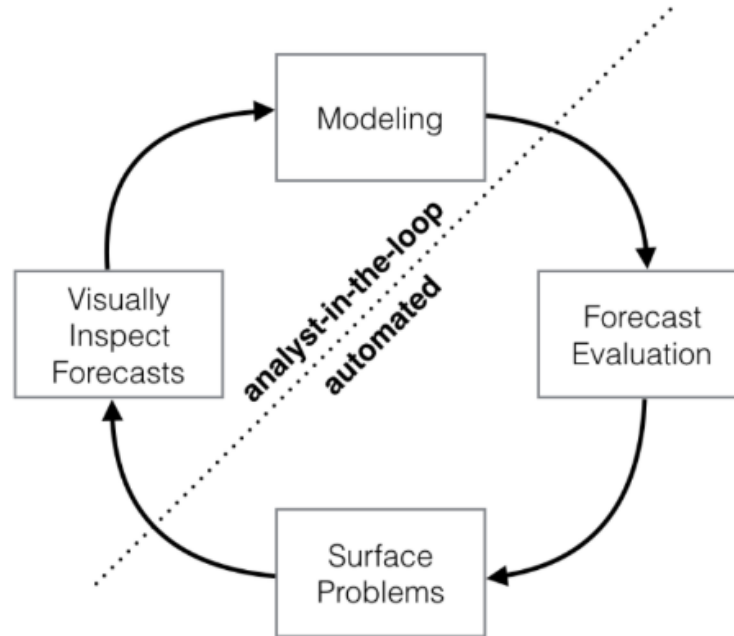 Modeling
analyst-in-the-loop
automated
Visually
Inspect
Forecasts
Forecast
Evaluation
Surface
Problems